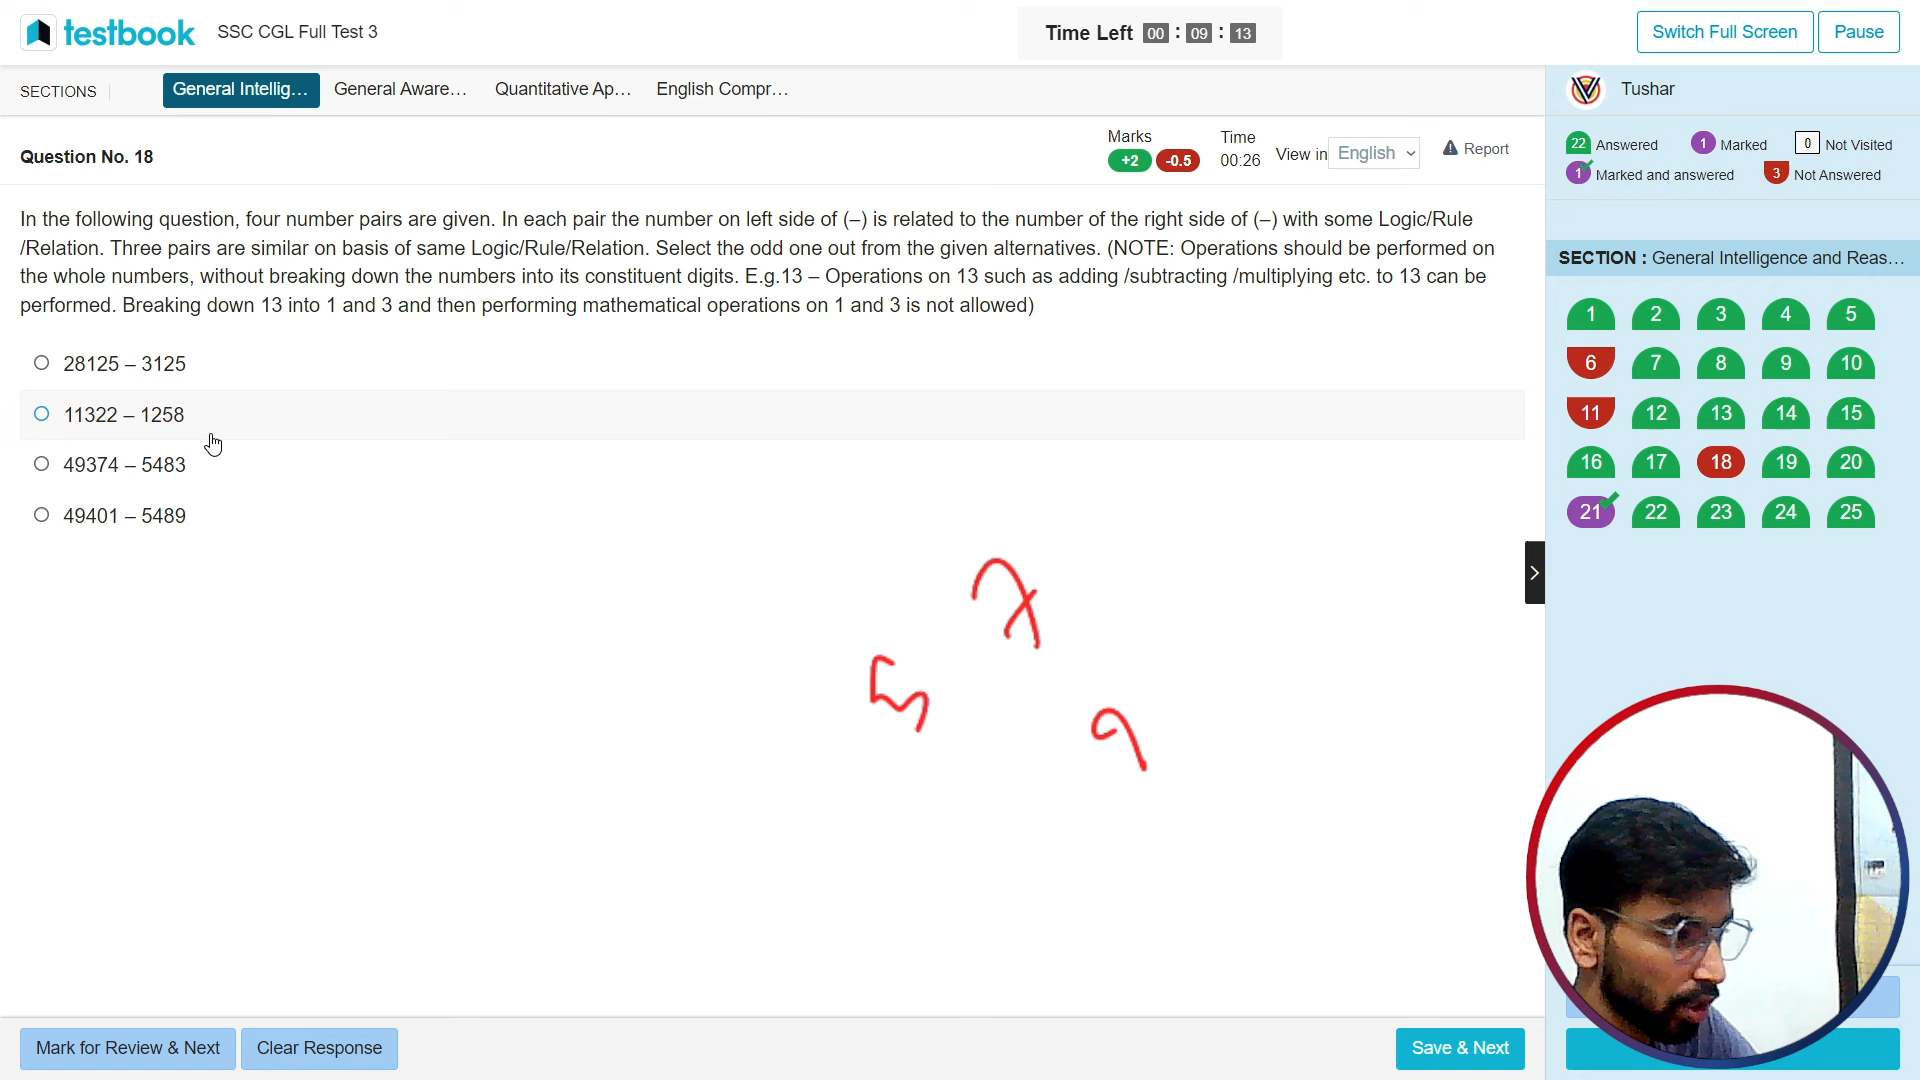 testbook SSC CGL Full Test 3 Time Left 00 : 09 : 13 Switch Full Screen Pause
SECTIONS General Intellig... General Aware... Quantitative Ap... English Compr... Tushar
Question No. 18 Marks +2 -0.5 Time 00:26 View in English Report
22 Answered 1 Marked 0 Not Visited
1 Marked and answered 3 Not Answered
In the following question, four number pairs are given. In each pair the number on left side of (–) is related to the number of the right side of (–) with some Logic/Rule
/Relation. Three pairs are similar on basis of same Logic/Rule/Relation. Select the odd one out from the given alternatives. (NOTE: Operations should be performed on
the whole numbers, without breaking down the numbers into its constituent digits. E.g.13 – Operations on 13 such as adding /subtracting /multiplying etc. to 13 can be
performed. Breaking down 13 into 1 and 3 and then performing mathematical operations on 1 and 3 is not allowed)
28125 – 3125
11322 – 1258
49374 – 5483
49401 – 5489
SECTION : General Intelligence and Reas...
1 2 3 4 5
6 7 8 9 10
11 12 13 14 15
16 17 18 19 20
21 22 23 24 25
5
9
Mark for Review & Next Clear Response Save & Next